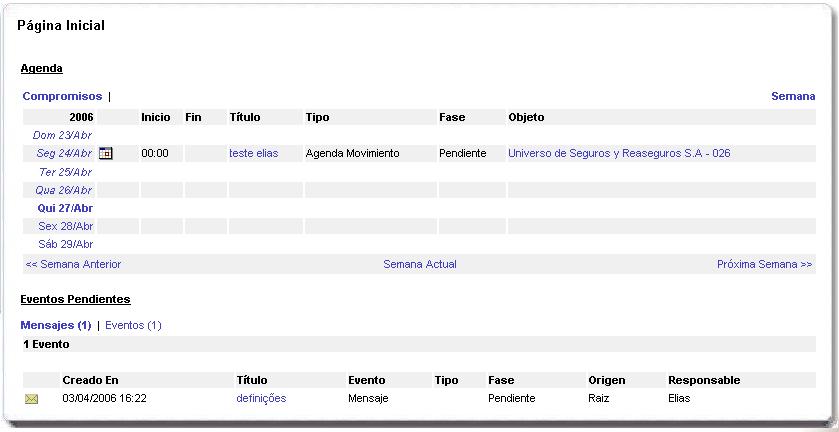 Página Inicial
Agenda
Compromisos | Semana
2006 Inicio Fin Título Tipo Fase Objeto
Dom 23/Abr
Seg 24/Abr 00:00 teste elias Agenda Movimiento Pendiente Universo de Seguros y Reaseguros S.A - 026
Ter 25/Abr
Qua 26/Abr
Qui 27/Abr
Sex 28/Abr
Sáb 29/Abr
<< Semana Anterior Semana Actual Próxima Semana >>
Eventos Pendientes
Mensajes (1) | Eventos (1)
1 Evento
Creado En Título Evento Tipo Fase Origen Responsable
03/04/2006 16:22 definições Mensaje Pendiente Raiz Elias